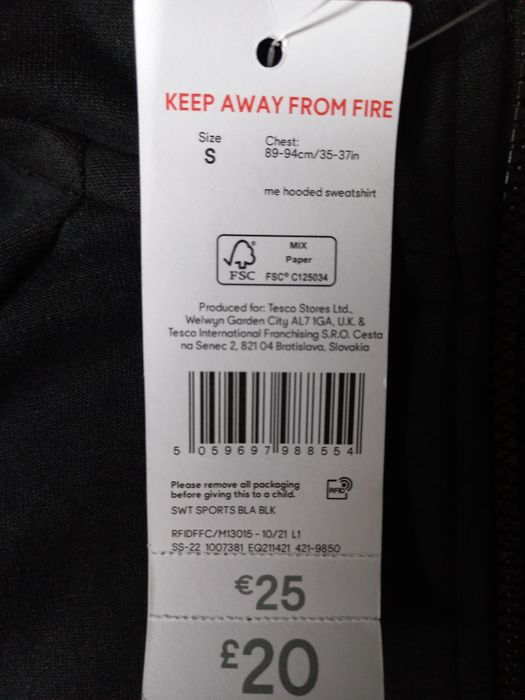 KEEP AWAY FROM FIRE
Size
S
Chest:
89-94cm/35-37in
me hooded sweatshirt
FSC
MIX
Paper
FSC® C125034
Produced for: Tesco Stores Ltd.,
Welwyn Garden City AL7 1GA, U.K. &
Tesco International Franchising S.R.O. Cesta
na Senec 2, 821 04 Bratislava, Slovakia
5 059697 988554
Please remove all packaging
before giving this to a child.
RFID
SWT SPORTS BLA BLK
RFIDFFC/M13015 - 10/21 L1
SS-22 1007381 EQ211421 421-9850
€25
£20